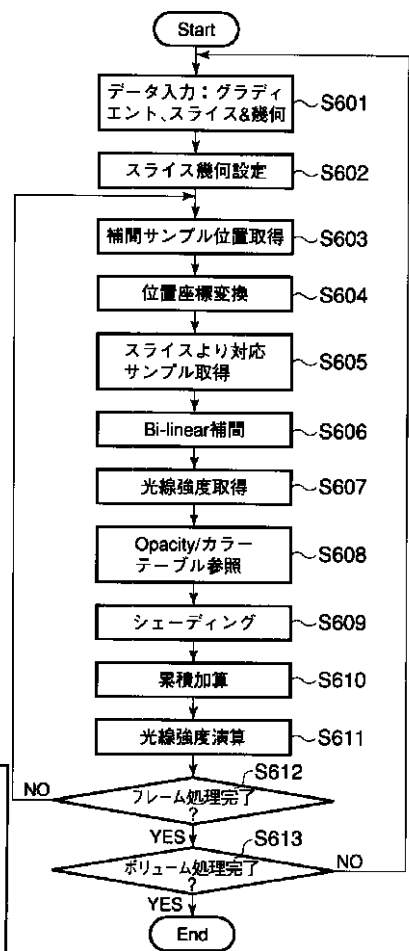 Start
データ入力：グラディ
エント、スライス&幾何
S601
スライス幾何設定
S602
補間サンプル位置取得
S603
位置座標変換
S604
スライスより対応
サンプル取得
S605
Bi-linear補間
S606
光線強度取得
S607
Opacity/カラー
テーブル参照
S608
シェーディング
S609
累積加算
S610
光線強度演算
S611
S612
フレーム処理完了
?
NO
YES
S613
ボリューム処理完了
?
NO
YES
End